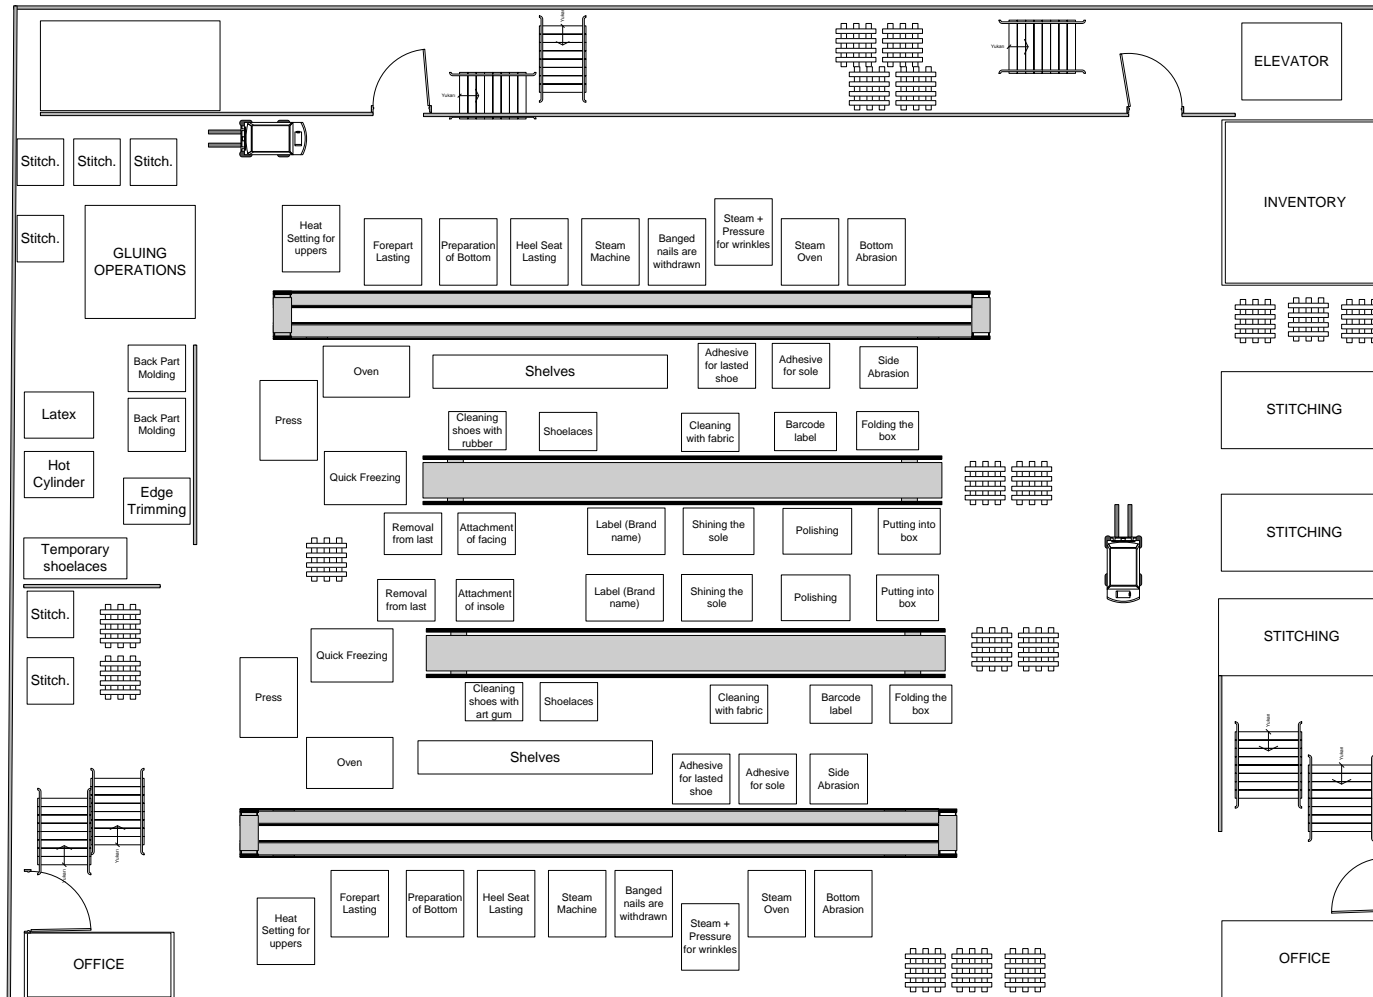 Yukarı
Yukarı
Yukarı
ELEVATOR
Stitch.
Stitch.
Stitch.
Stitch.
GLUING
OPERATIONS
INVENTORY
Heat
Setting for
uppers
Forepart
Lasting
Preparation
of Bottom
Heel Seat
Lasting
Steam
Machine
Banged
nails are
withdrawn
Steam +
Pressure
for wrinkles
Steam
Oven
Bottom
Abrasion
Back Part
Molding
Oven
Shelves
Adhesive
for lasted
shoe
Adhesive
for sole
Side
Abrasion
Latex
Back Part
Molding
Press
Cleaning
shoes with
rubber
Shoelaces
Cleaning
with fabric
Barcode
label
Folding the
box
STITCHING
Hot
Cylinder
Edge
Trimming
Quick Freezing
Removal
from last
Attachment
of facing
Label (Brand
name)
Shining the
sole
Polishing
Putting into
box
STITCHING
Temporary
shoelaces
Removal
from last
Attachment
of insole
Label (Brand
name)
Shining the
sole
Polishing
Putting into
box
Stitch.
Stitch.
STITCHING
Quick Freezing
Press
Cleaning
shoes with
art gum
Shoelaces
Cleaning
with fabric
Barcode
label
Folding the
box
Oven
Shelves
Adhesive
for lasted
shoe
Adhesive
for sole
Side
Abrasion
Yukarı
Yukarı
Yukarı
Yukarı
Heat
Setting for
uppers
Forepart
Lasting
Preparation
of Bottom
Heel Seat
Lasting
Steam
Machine
Banged
nails are
withdrawn
Steam +
Pressure
for wrinkles
Steam
Oven
Bottom
Abrasion
OFFICE
OFFICE